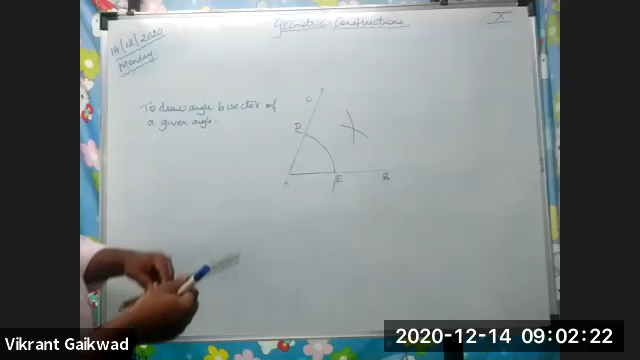 Geometric Constructions
X
14/12/2020
Monday
To draw angle bisector of
a given angle.
C
D
A
E
B
Vikrant Gaikwad
2020-12-14 09:02:22